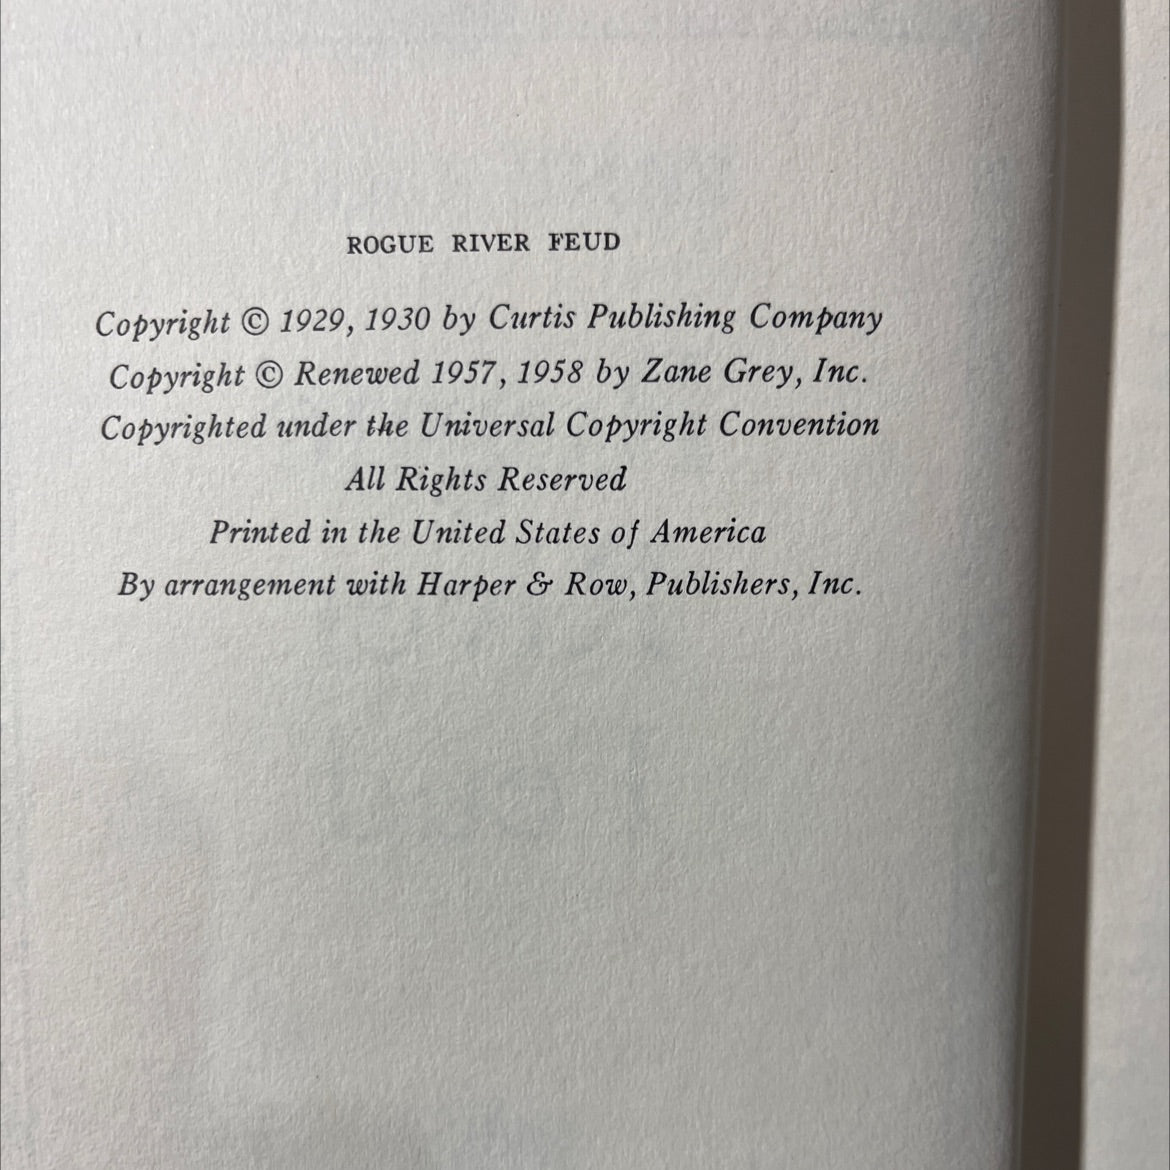 ROGUE RIVER FEUD
Copyright © 1929, 1930 by Curtis Publishing Company
Copyright © Renewed 1957, 1958 by Zane Grey, Inc.
Copyrighted under the Universal Copyright Convention
All Rights Reserved
Printed in the United States of America
By arrangement with Harper & Row, Publishers, Inc.